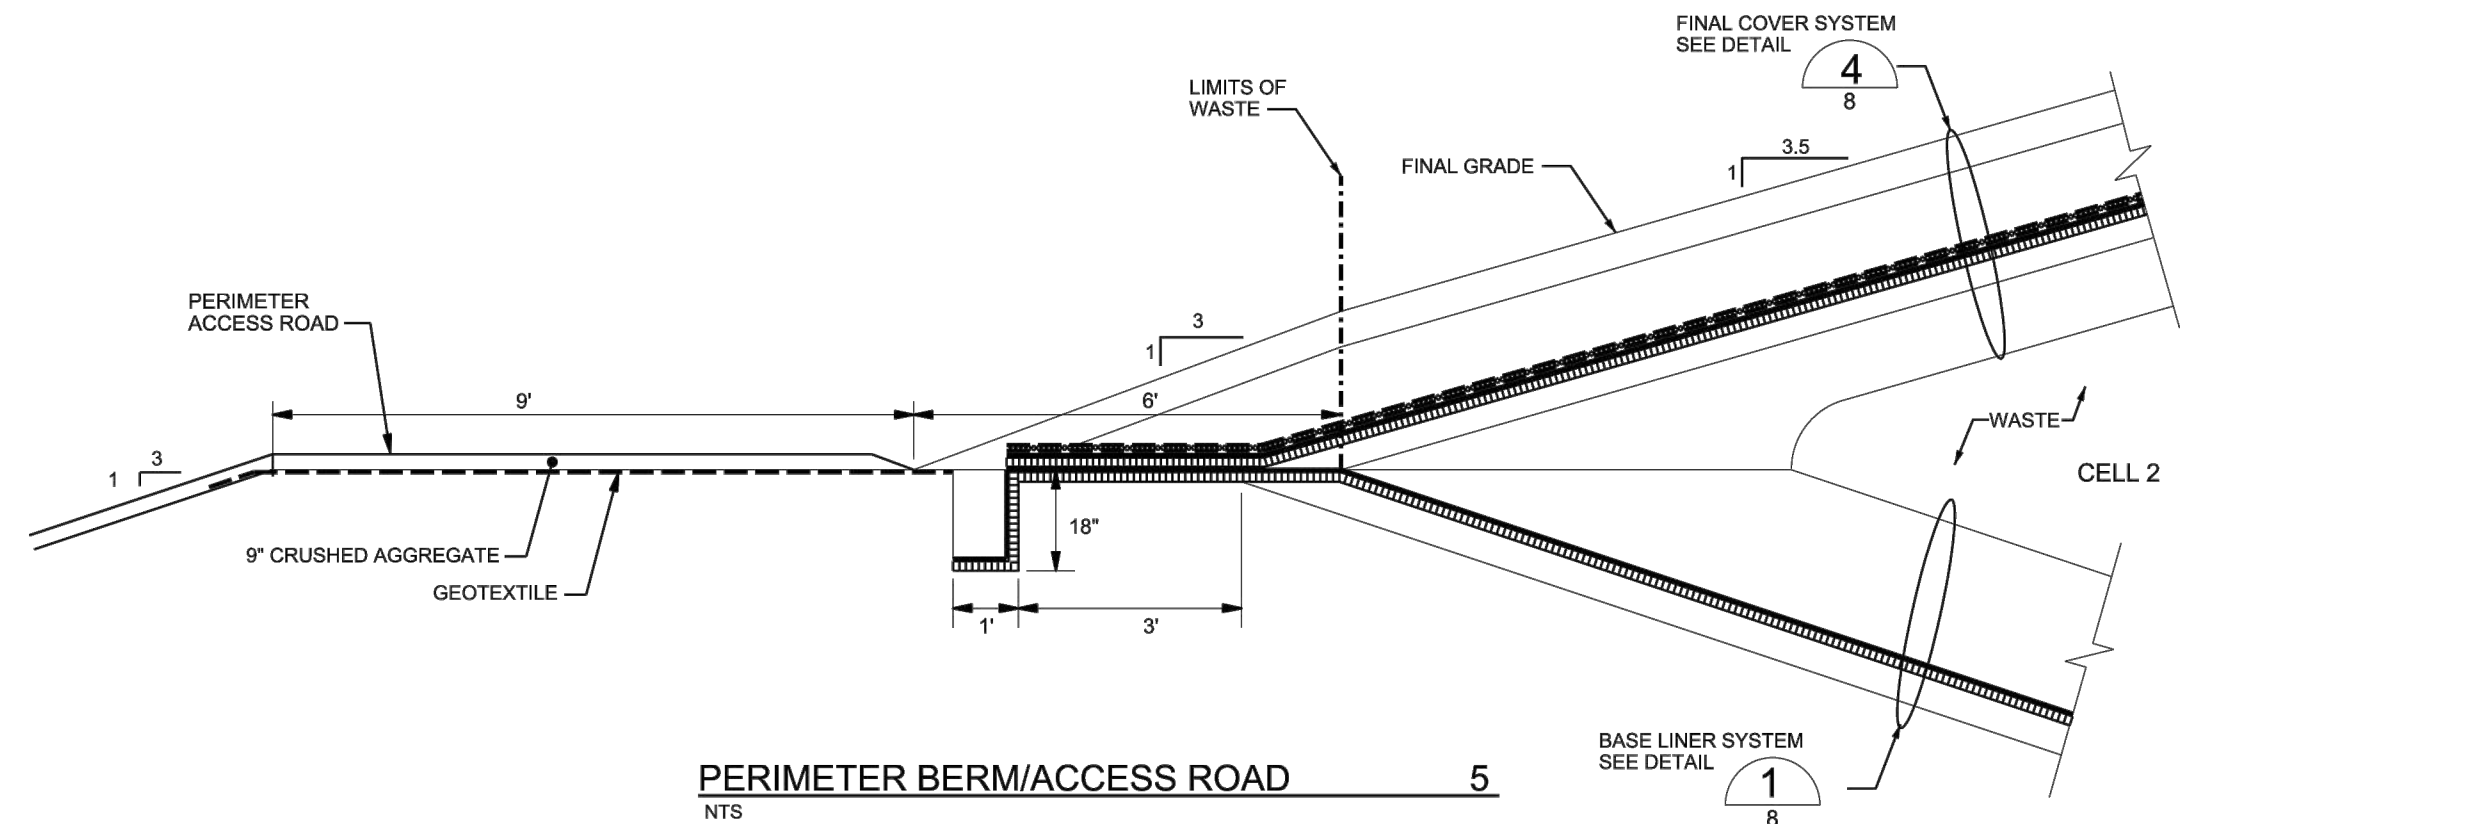 FINAL COVER SYSTEM
SEE DETAIL
4
8
LIMITS OF
WASTE
FINAL GRADE
3.5
1
PERIMETER
ACCESS ROAD
3
1
9'
6'
WASTE
CELL 2
3
1
18"
9" CRUSHED AGGREGATE
GEOTEXTILE
1'
3'
BASE LINER SYSTEM
SEE DETAIL
1
8
PERIMETER BERM/ACCESS ROAD 5
NTS